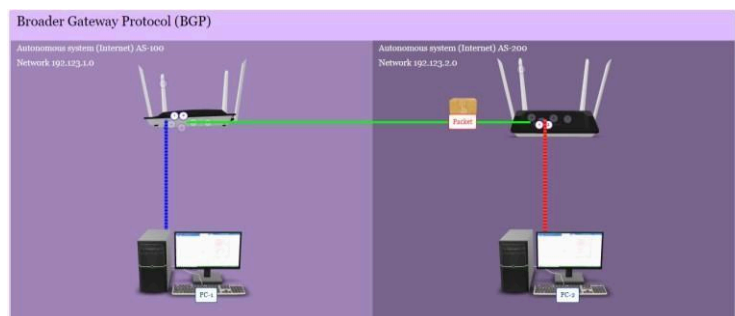 Broader Gateway Protocol (BGP)
Autonomous system (Internet) AS-100
Network 192.123.1.0
Autonomous system (Internet) AS-200
Network 192.123.2.0
Packet
PC-1
PC-2